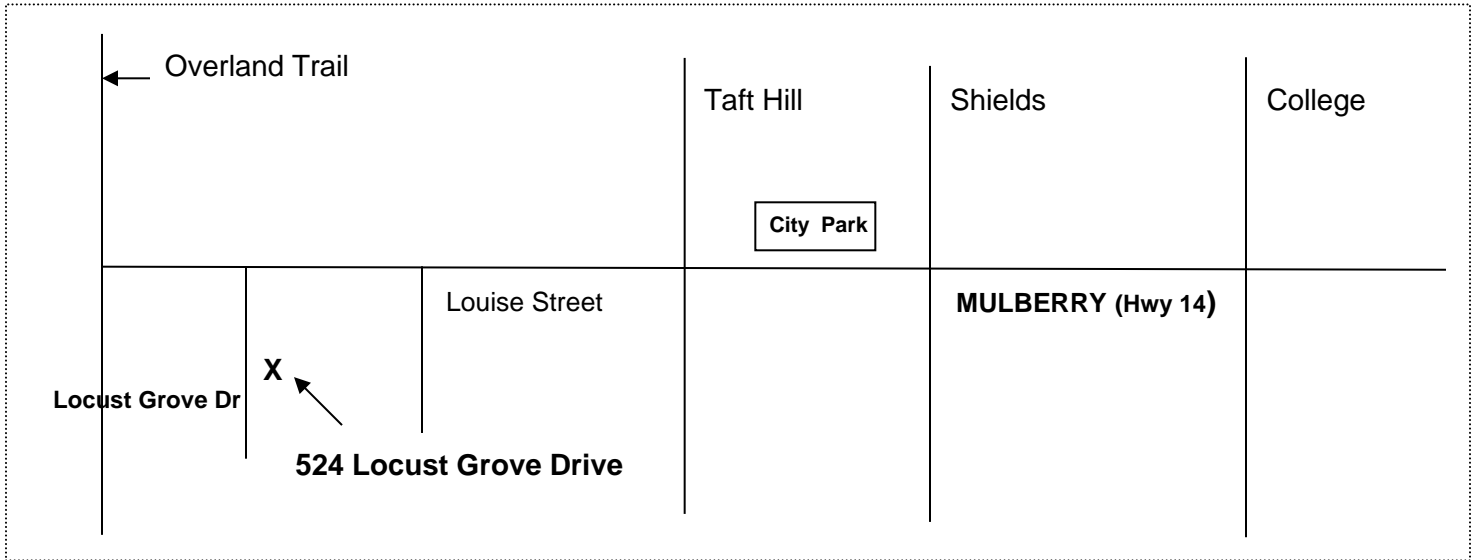 Overland Trail
Taft Hill
Shields
College
City Park
Louise Street
MULBERRY (Hwy 14)
X
Locust Grove Dr
524 Locust Grove Drive